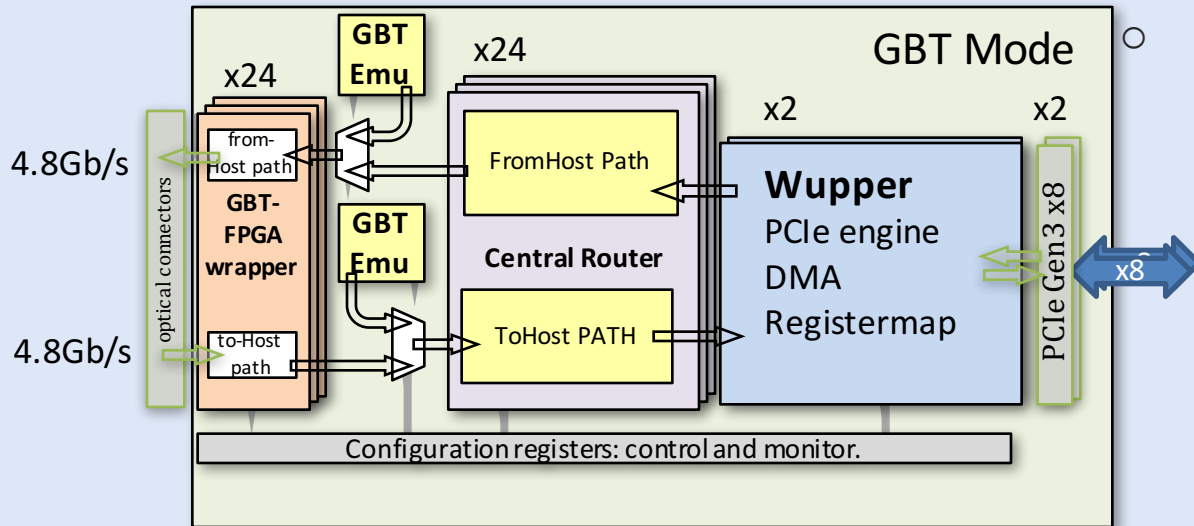 GBT Mode
x24
GBT
Emu
x24
x2
x2
4.8Gb/s
optical connectors
from-
Host path
GBT-
FPGA
wrapper
to-Host
path
4.8Gb/s
GBT
Emu
FromHost Path
Central Router
ToHost PATH
Wupper
PCIe engine
DMA
Registermap
PCIe Gen3 x8
x8
Configuration registers: control and monitor.